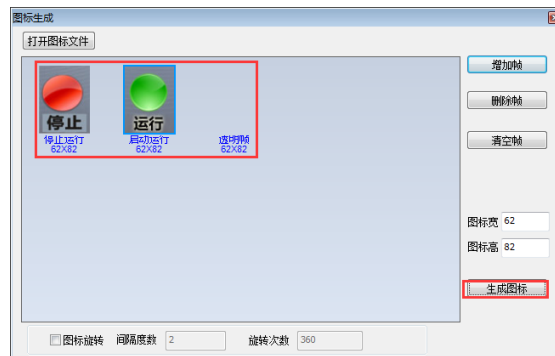 图标生成
打开图标文件
增加帧
停止
运行
停止运行
62X82
启动运行
62X82
透明帧
62X82
删除帧
清空帧
图标宽 62
图标高 82
生成图标
图标旋转 间隔度数 2 旋转次数 360